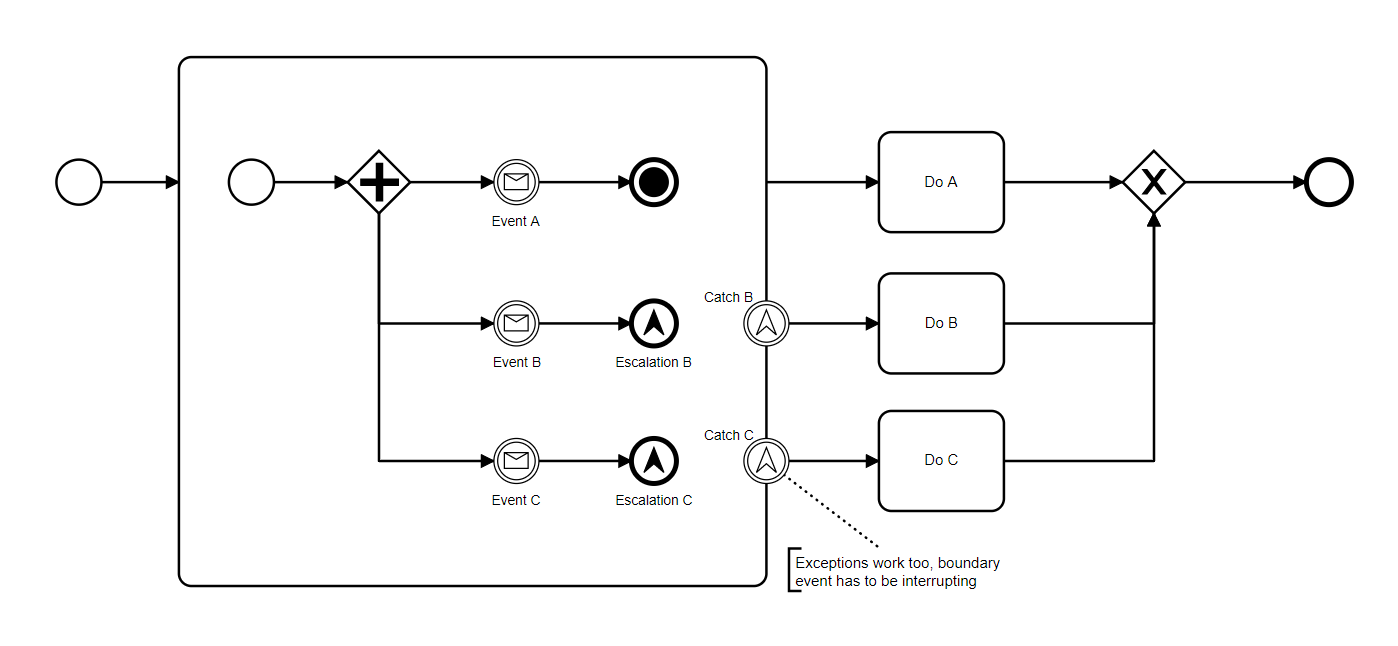 Do A
Event A
Catch B
Do B
Event B
Escalation B
Catch C
Do C
Event C
Escalation C
Exceptions work too, boundary
event has to be interrupting